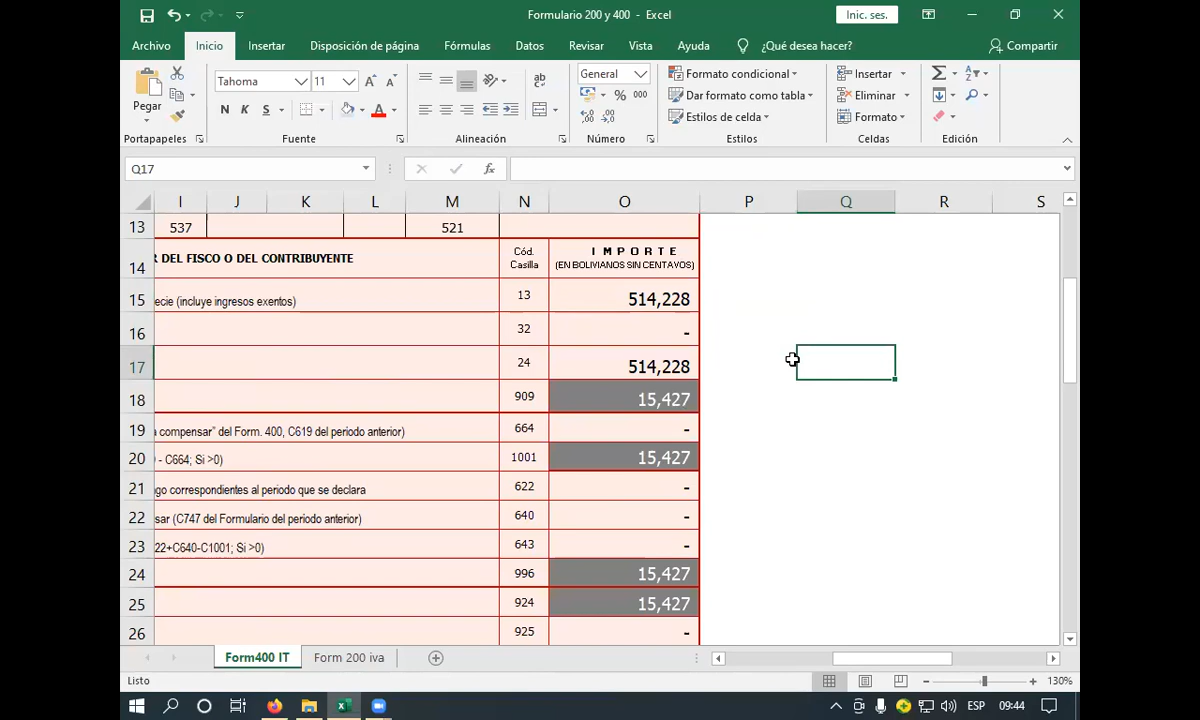 Formulario 200 y 400 - Excel
Inic. ses.
Archivo Inicio Insertar Disposición de página Fórmulas Datos Revisar Vista Ayuda ¿Qué desea hacer? Compartir
Pegar
Tahoma 11
N K S
General
% 000
Formato condicional
Dar formato como tabla
Estilos de celda
Insertar
Eliminar
Formato
Portapapeles Fuente Alineación Número Estilos Celdas Edición
Q17 fx
I J K L M N O P Q R S
13 537 521
14 R DEL FISCO O DEL CONTRIBUYENTE Cód. Casilla I M P O R T E (EN BOLIVIANOS SIN CENTAVOS)
15 ecie (incluye ingresos exentos) 13 514,228
16 32 -
17 24 514,228
18 909 15,427
19 a compensar" del Form. 400, C619 del periodo anterior) 664 -
20 - C664; Si >0) 1001 15,427
21 go correspondientes al periodo que se declara 622 -
22 sar (C747 del Formulario del periodo anterior) 640 -
23 22+C640-C1001; Si >0) 643 -
24 996 15,427
25 924 15,427
26 925 -
Form400 IT Form 200 iva
Listo 130%
ESP 09:44